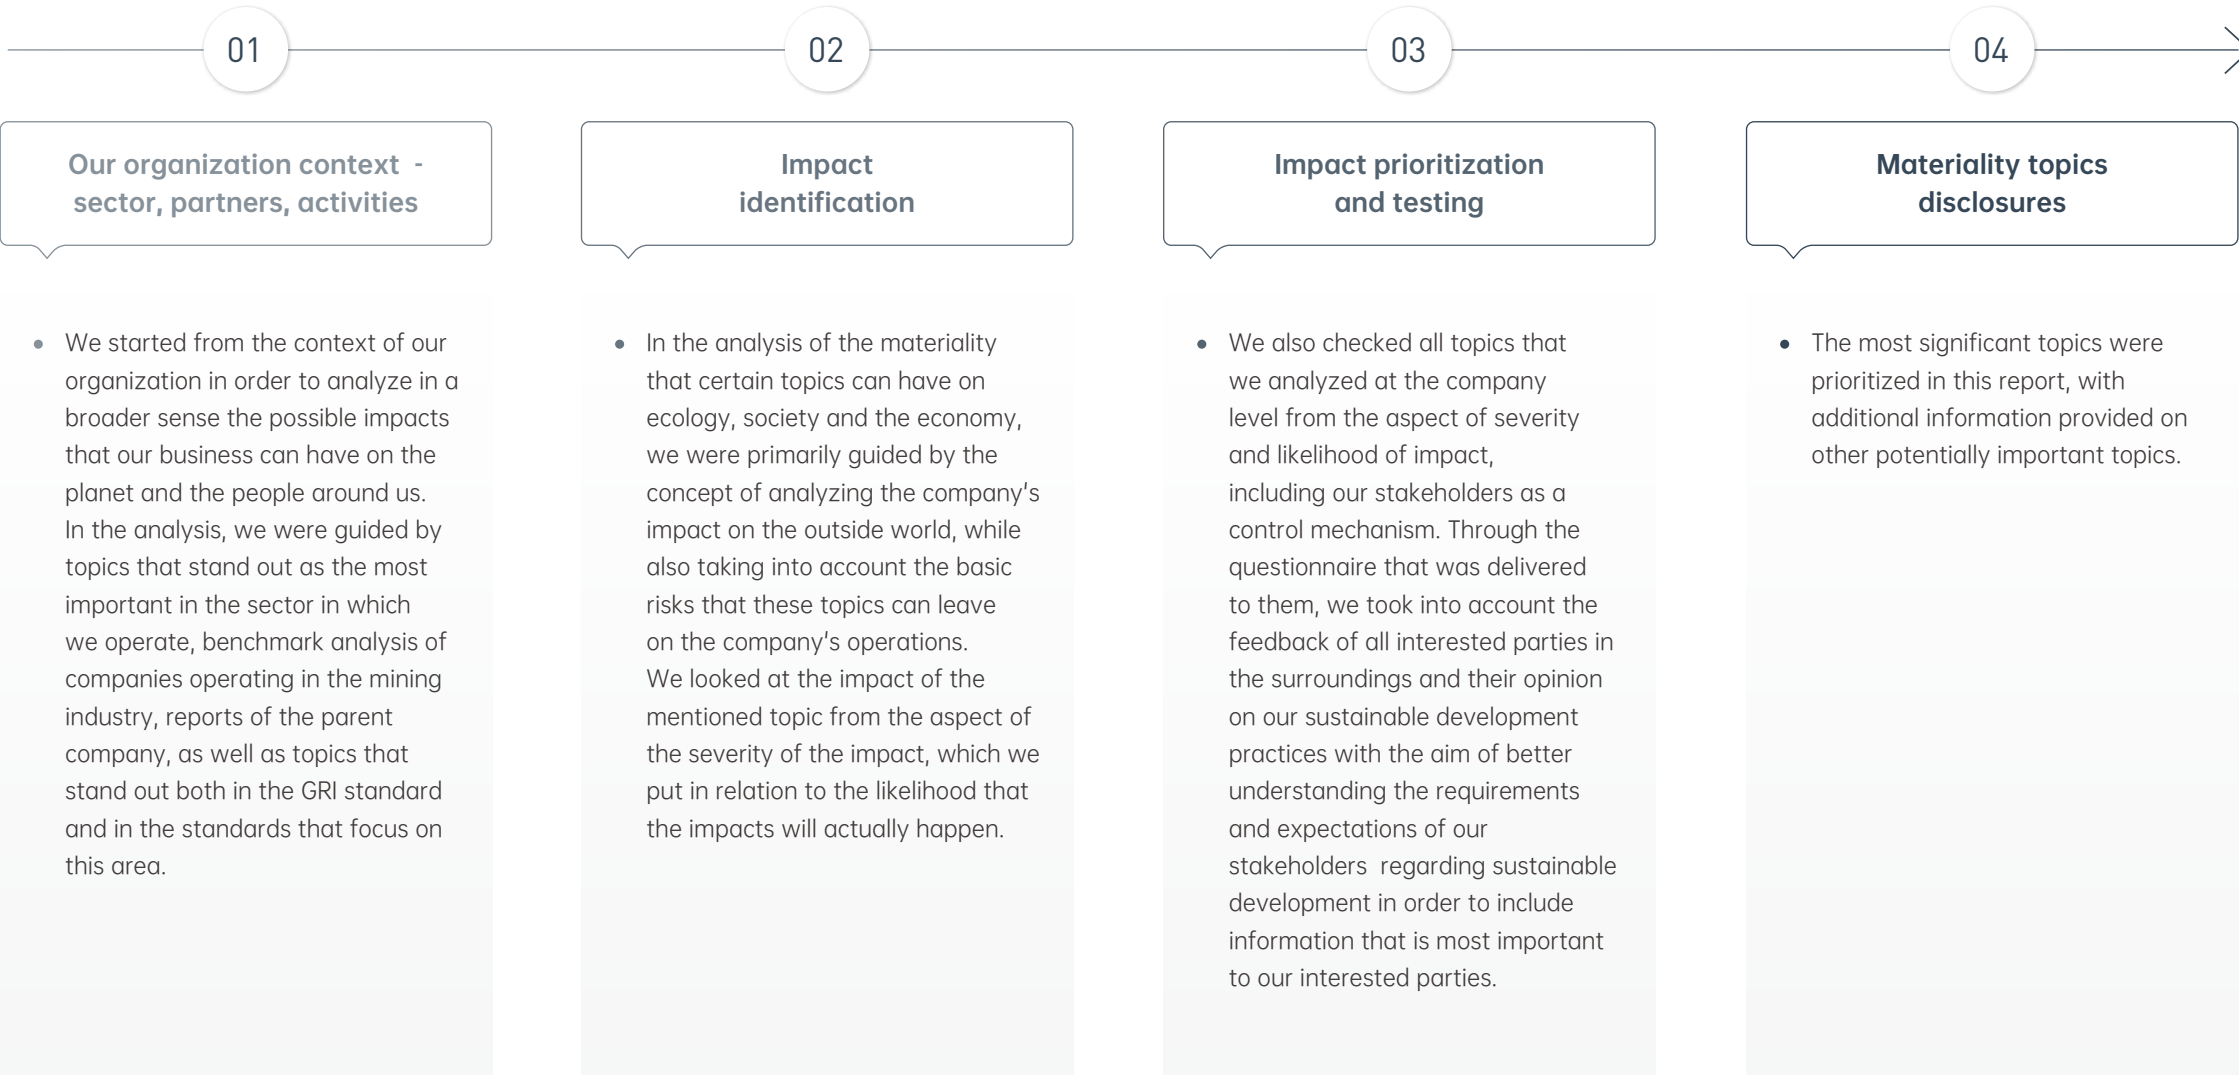 01
02
03
04
Our organization context  -
sector, partners, activities
We started from the context of our
organization in order to analyze in a
broader sense the possible impacts
that our business can have on the
planet and the people around us.
In the analysis, we were guided by
topics that stand out as the most
important in the sector in which
we operate, benchmark analysis of
companies operating in the mining
industry, reports of the parent
company, as well as topics that
stand out both in the GRI standard
and in the standards that focus on
this area.
Impact
identification
In the analysis of the materiality
that certain topics can have on
ecology, society and the economy,
we were primarily guided by the
concept of analyzing the company's
impact on the outside world, while
also taking into account the basic
risks that these topics can leave
on the company's operations.
We looked at the impact of the
mentioned topic from the aspect of
the severity of the impact, which we
put in relation to the likelihood that
the impacts will actually happen.
Impact prioritization
and testing
We also checked all topics that
we analyzed at the company
level from the aspect of severity
and likelihood of impact,
including our stakeholders as a
control mechanism. Through the
questionnaire that was delivered
to them, we took into account the
feedback of all interested parties in
the surroundings and their opinion
on our sustainable development
practices with the aim of better
understanding the requirements
and expectations of our
stakeholders  regarding sustainable
development in order to include
information that is most important
to our interested parties.
Materiality topics
disclosures
The most significant topics were
prioritized in this report, with
additional information provided on
other potentially important topics.